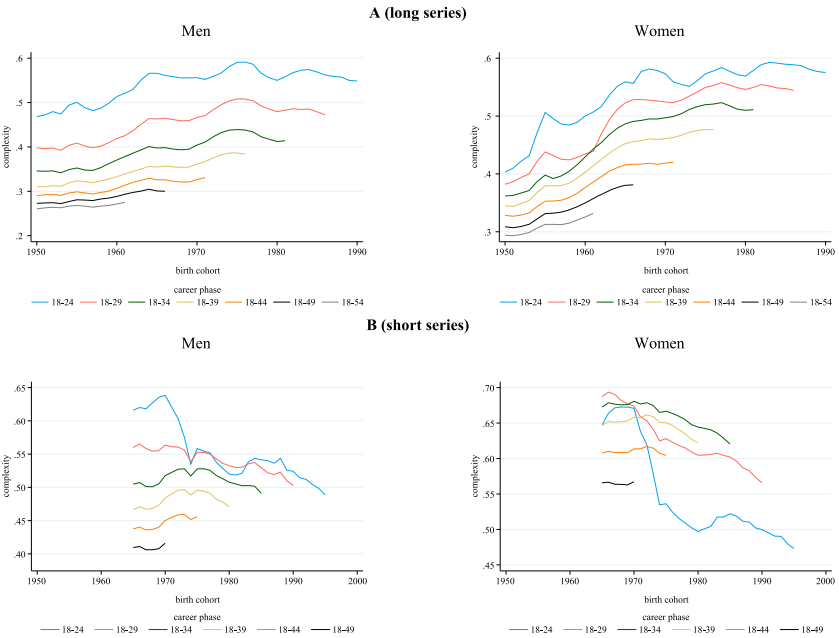 A (long series)
Men
Women
complexity
.6
.5
.4
.3
.2
1950 1960 1970 1980 1990
birth cohort
career phase
18-24 18-29 18-34 18-39 18-44 18-49 18-54
complexity
.6
.5
.4
.3
1950 1960 1970 1980 1990
birth cohort
career phase
18-24 18-29 18-34 18-39 18-44 18-49 18-54
B (short series)
Men
Women
complexity
.65
.60
.55
.50
.45
.40
1950 1960 1970 1980 1990 2000
birth cohort
career phase
18-24 18-29 18-34 18-39 18-44 18-49
complexity
.70
.65
.60
.55
.50
.45
1950 1960 1970 1980 1990 2000
birth cohort
career phase
18-24 18-29 18-34 18-39 18-44 18-49